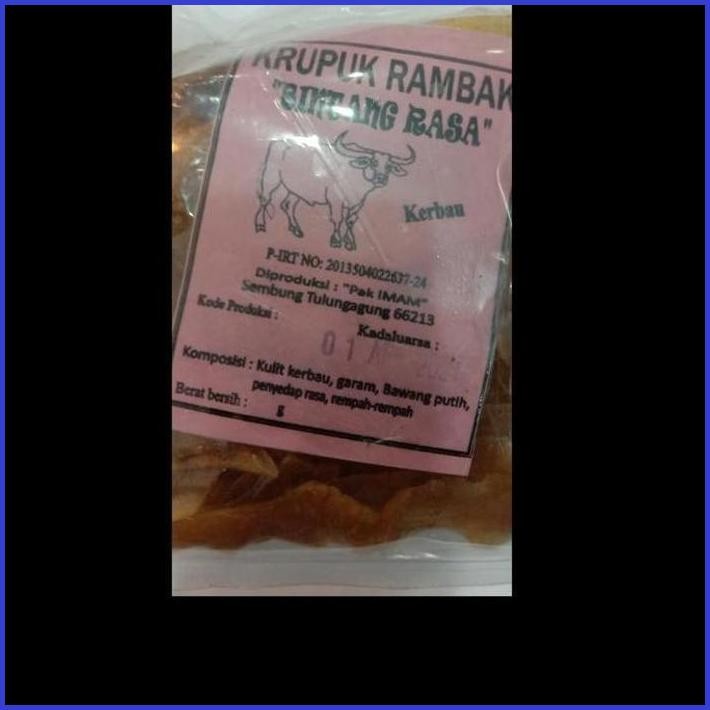 KRUPUK RAMBAK
"BINTANG RASA"
Kerbau
P-IRT NO: 2013504022637-24
Diproduksi : "Pak IMAM"
Sembung Tulungagung 66213
Kode Produksi :
Kadaluarsa :
01
Komposisi : Kulit kerbau, garam, Bawang putih,
penyedap rasa, rempah-rempah
Berat bersih :
g